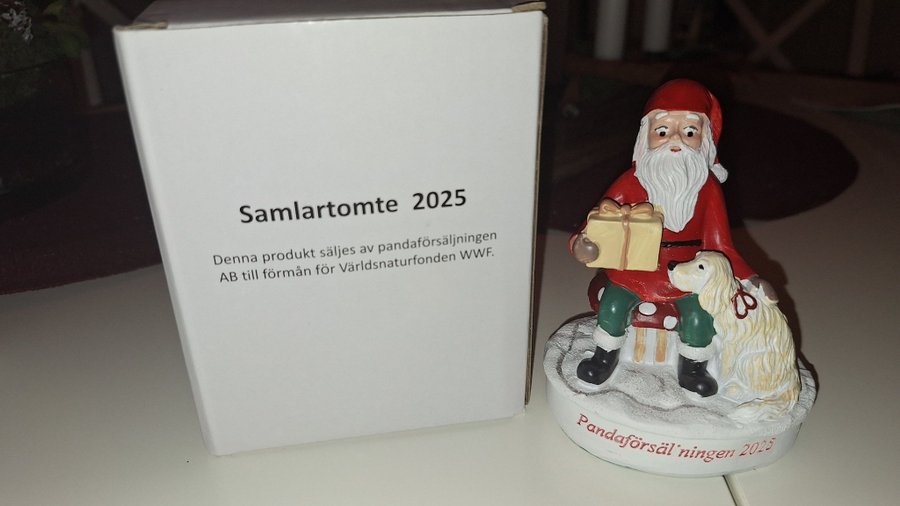 Samlartomte 2025
Denna produkt säljes av pandaförsäljningen
AB till förmån för Världsnaturfonden WWF.
Pandaförsäl'ningen 2025